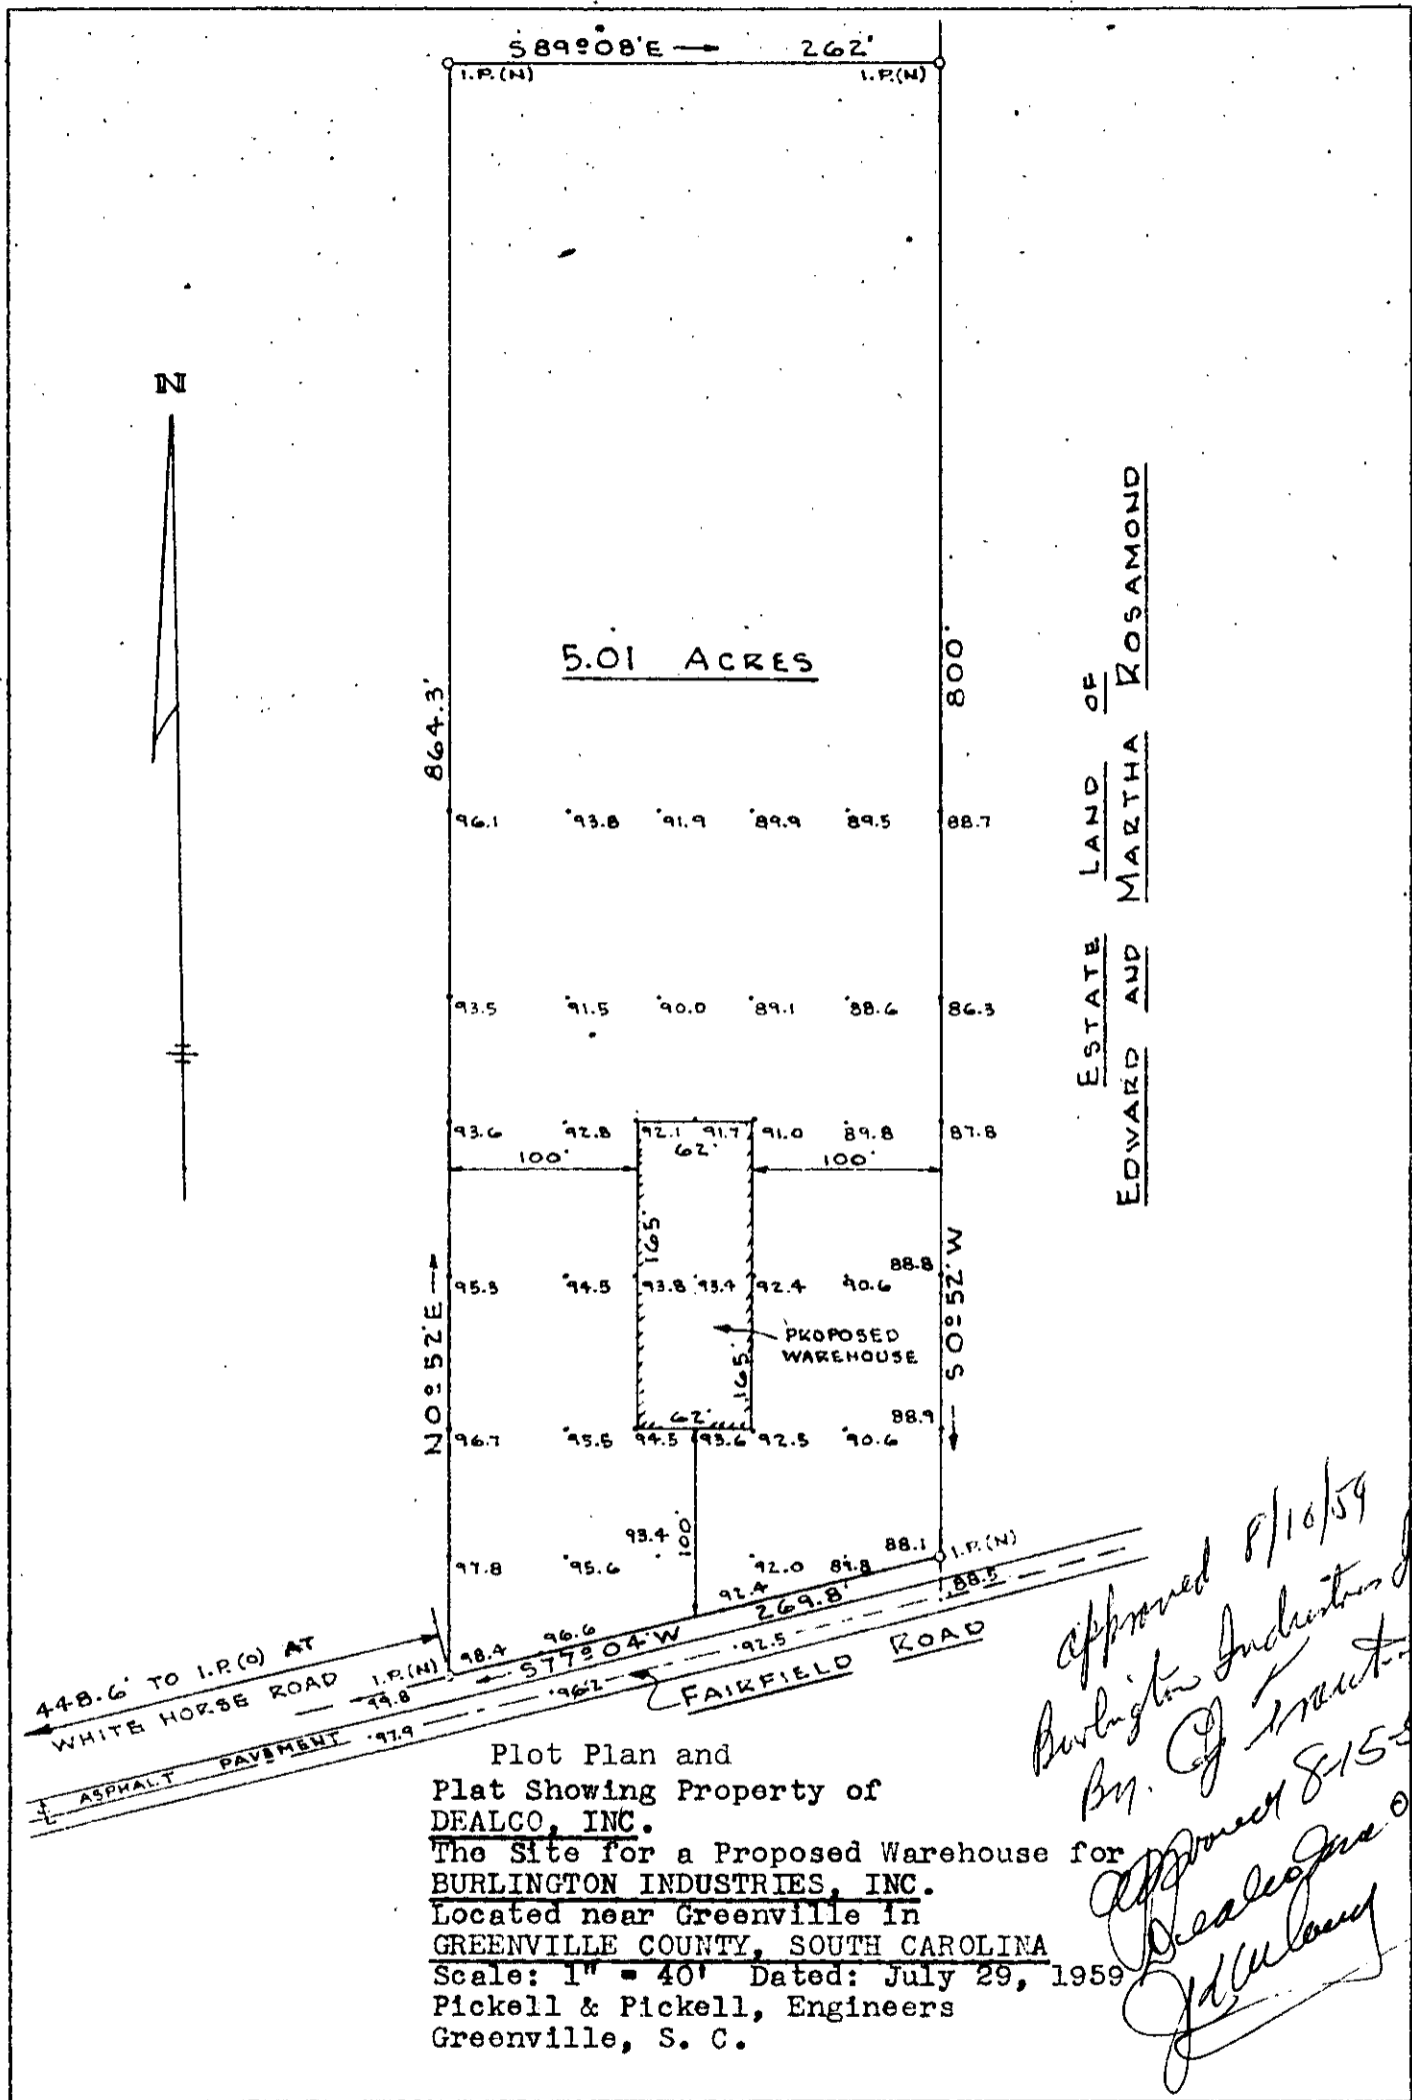 S 89° 08' E → 262'
I.P.(N) I.P.(N)
N
5.01 ACRES
864.3'
800'
ESTATE LAND OF
EDWARD AND MARTHA ROSAMOND
96.1 93.8 91.9 89.9 89.5 88.7
93.5 91.5 90.0 89.1 88.6 86.3
93.6 92.8 92.1 91.7 91.0 89.8 87.8
100' 62' 100'
165'
95.3 94.5 93.8 93.4 92.4 90.6 88.8
N 0° 52' E →
S 0° 52' W →
PROPOSED
WAREHOUSE
165'
62'
96.7 95.5 94.5 93.6 92.5 90.6 88.9
100'
97.8 95.6 93.4 92.0 89.8 88.1 I.P.(N)
92.4
269.8'
88.5
98.4 96.6 S 77° 04' W 92.5
448.6' TO I.P.(O) AT
WHITE HORSE ROAD
I.P.(N)
99.8
96.2
97.9
FAIRFIELD ROAD
ASPHALT PAVEMENT
Plot Plan and
Plat Showing Property of
DEALCO, INC.
The Site for a Proposed Warehouse for
BURLINGTON INDUSTRIES, INC.
Located near Greenville in
GREENVILLE COUNTY, SOUTH CAROLINA
Scale: 1" = 40' Dated: July 29, 1959
Pickell & Pickell, Engineers
Greenville, S. C.
approved 8/10/59
Burlington Industries
By.
Approved 8-15-5
Dealco